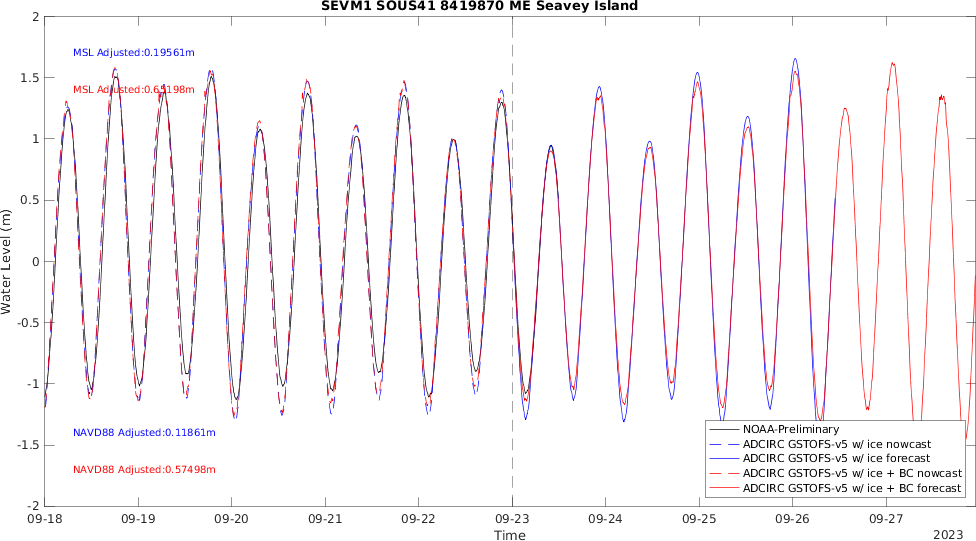 SEVM1 SOUS41 8419870 ME Seavey Island
2
1.5
1
0.5
0
-0.5
-1
-1.5
-2
Water Level (m)
MSL Adjusted:0.19561m
MSL Adjusted:0.65198m
NAVD88 Adjusted:0.11861m
NAVD88 Adjusted:0.57498m
NOAA-Preliminary
ADCIRC GSTOFS-v5 w/ ice nowcast
ADCIRC GSTOFS-v5 w/ ice forecast
ADCIRC GSTOFS-v5 w/ ice + BC nowcast
ADCIRC GSTOFS-v5 w/ ice + BC forecast
09-18 09-19 09-20 09-21 09-22 09-23 09-24 09-25 09-26 09-27
Time
2023